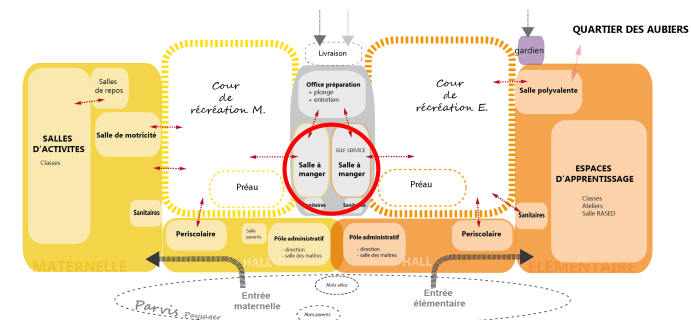 QUARTIER DES AUBIERS
Livraison
gardien
Salles
de repos
Cour
de
récréation M.
Office préparation
+ plonge
+ entretien
Cour
de
récréation E.
Salle polyvalente
SALLES
D'ACTIVITES
Classes
Salle de motricité
SELF SERVICE
Salle à
manger
Salle à
manger
ESPACES
D'APPRENTISSAGE
Classes
Ateliers
Salle RASED
Préau
Préau
Sanitaires
Sanitaires
Sanitaires
Sanitaires
Periscolaire
Salle
parents
Pôle administratif
- direction
- salle des maîtres
Pôle administratif
- direction
- salle des maîtres
Periscolaire
MATERNELLE
HALL
HALL
ELEMENTAIRE
Abris vélos
Entrée
maternelle
Entrée
élémentaire
Parvis Paysager
Abris parents